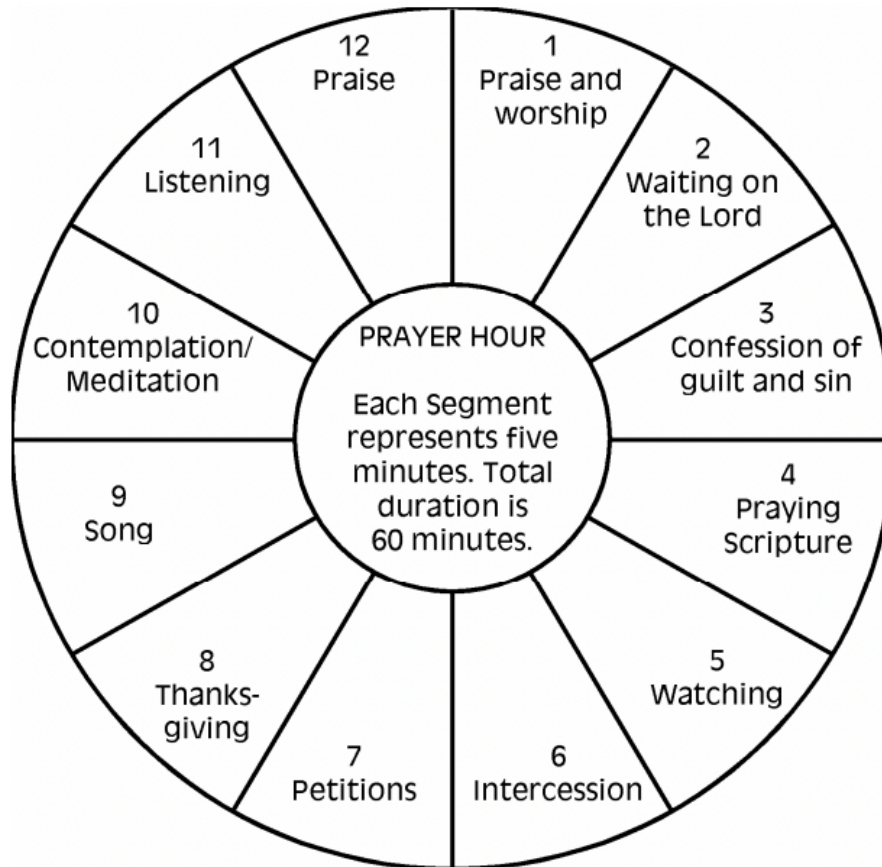 12
Praise
1
Praise and
worship
2
Waiting on
the Lord
3
Confession of
guilt and sin
4
Praying
Scripture
5
Watching
6
Intercession
7
Petitions
8
Thanks-
giving
9
Song
10
Contemplation/
Meditation
11
Listening
PRAYER HOUR
Each Segment
represents five
minutes. Total
duration is
60 minutes.